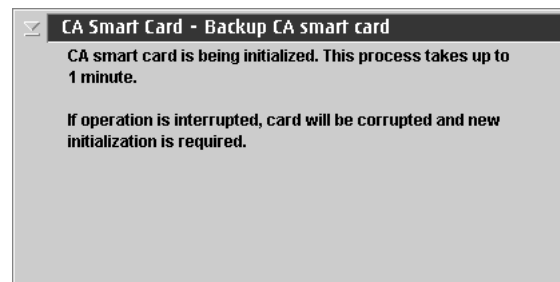 CA Smart Card - Backup CA smart card
CA smart card is being initialized. This process takes up to
1 minute.
If operation is interrupted, card will be corrupted and new
initialization is required.